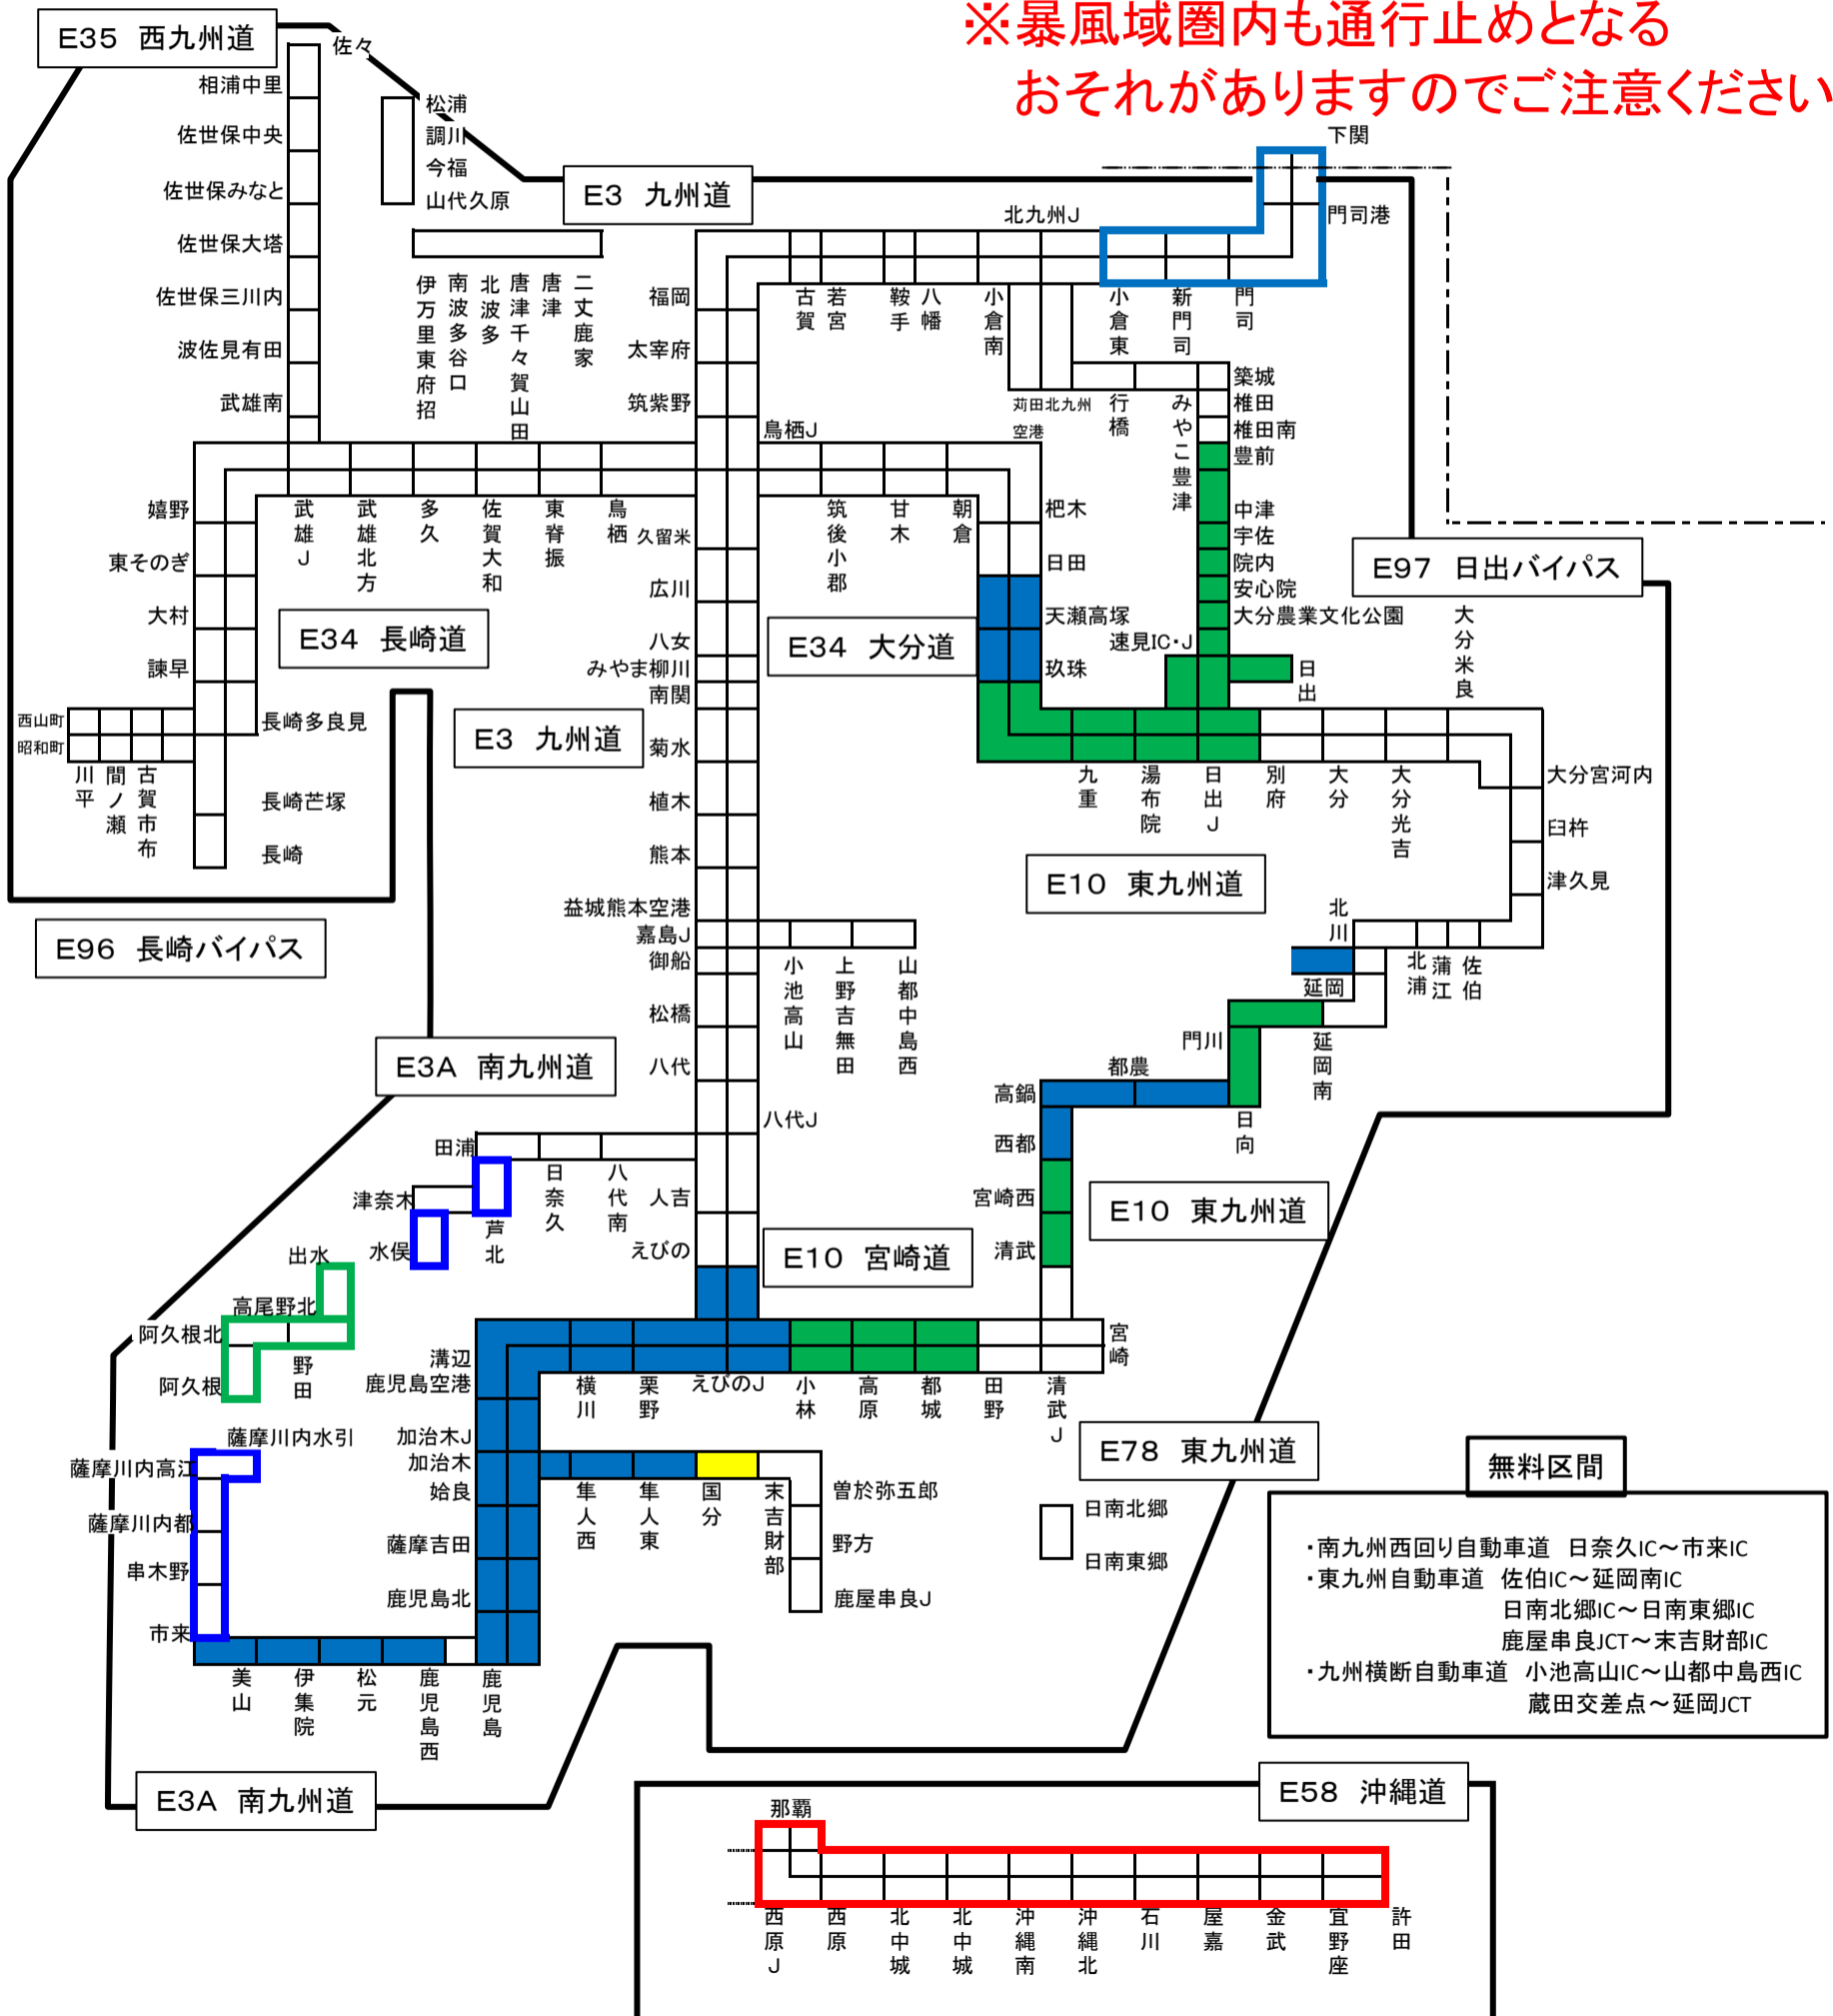 ※暴風域圏内も通行止めとなる
おそれがありますのでご注意ください
E35 西九州道
佐々
相浦中里
佐世保中央
佐世保みなと
佐世保大塔
佐世保三川内
波佐見有田
武雄南
松浦
調川
今福
山代久原
E3 九州道
下関
門司港
北九州J
伊万里東府招
南波多谷口
北波多
唐津千々賀山田
唐津
二丈鹿家
福岡
太宰府
筑紫野
古賀
若宮
鞍手
八幡
小倉南
小倉東
新門司
門司
苅田北九州
空港
行橋
みやこ豊津
築城
椎田
椎田南
豊前
鳥栖J
嬉野
東そのぎ
大村
諫早
武雄J
武雄北方
多久
佐賀大和
東脊振
鳥栖
久留米
広川
八女
みやま柳川
南関
菊水
植木
熊本
益城熊本空港
嘉島J
御船
松橋
八代
筑後小郡
甘木
朝倉
杷木
日田
天瀬高塚
玖珠
中津
宇佐
院内
安心院
大分農業文化公園
速見IC・J
日出
E97 日出バイパス
大分米良
E34 長崎道
E34 大分道
E3 九州道
西山町
昭和町
川平
間ノ瀬
古賀市布
長崎多良見
長崎芒塚
長崎
九重
湯布院
日出J
別府
大分
大分光吉
大分宮河内
臼杵
津久見
E10 東九州道
E96 長崎バイパス
北川
延岡
北浦
蒲江
佐伯
小池高山
上野吉無田
山都中島西
E3A 南九州道
門川
延岡南
都農
高鍋
日向
西都
宮崎西
清武
E10 東九州道
八代J
田浦
日奈久
八代南
人吉
えびの
津奈木
芦北
水俣
出水
高尾野北
阿久根北
阿久根
野田
E10 宮崎道
宮崎
溝辺
鹿児島空港
横川
栗野
えびのJ
小林
高原
都城
田野
清武J
薩摩川内水引
薩摩川内高江
薩摩川内都
串木野
市来
加治木J
加治木
姶良
薩摩吉田
鹿児島北
隼人西
隼人東
国分
末吉財部
曽於弥五郎
野方
鹿屋串良J
E78 東九州道
日南北郷
日南東郷
美山
伊集院
松元
鹿児島西
鹿児島
無料区間
・南九州西回り自動車道 日奈久IC～市来IC
・東九州自動車道 佐伯IC～延岡南IC
日南北郷IC～日南東郷IC
鹿屋串良JCT～末吉財部IC
・九州横断自動車道 小池高山IC～山都中島西IC
蔵田交差点～延岡JCT
E3A 南九州道
E58 沖縄道
那覇
西原J
西原
北中城
北中城
沖縄南
沖縄北
石川
屋嘉
金武
宜野座
許田